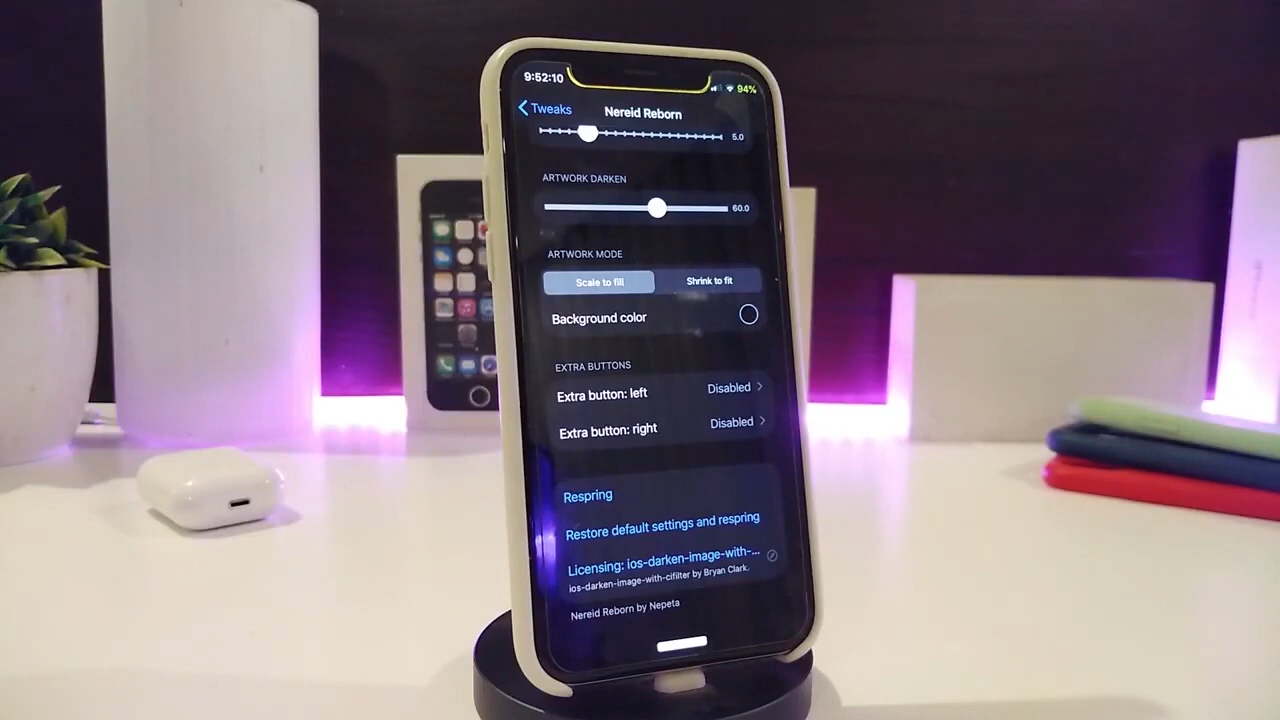 9:52:10
94%
Tweaks
Nereid Reborn
5.0
ARTWORK DARKEN
60.0
ARTWORK MODE
Scale to fill
Shrink to fit
Background color
EXTRA BUTTONS
Extra button: left
Disabled
Extra button: right
Disabled
Respring
Restore default settings and respring
Licensing: ios-darken-image-with-...
ios-darken-image-with-cifilter by Bryan Clark.
Nereid Reborn by Nepeta